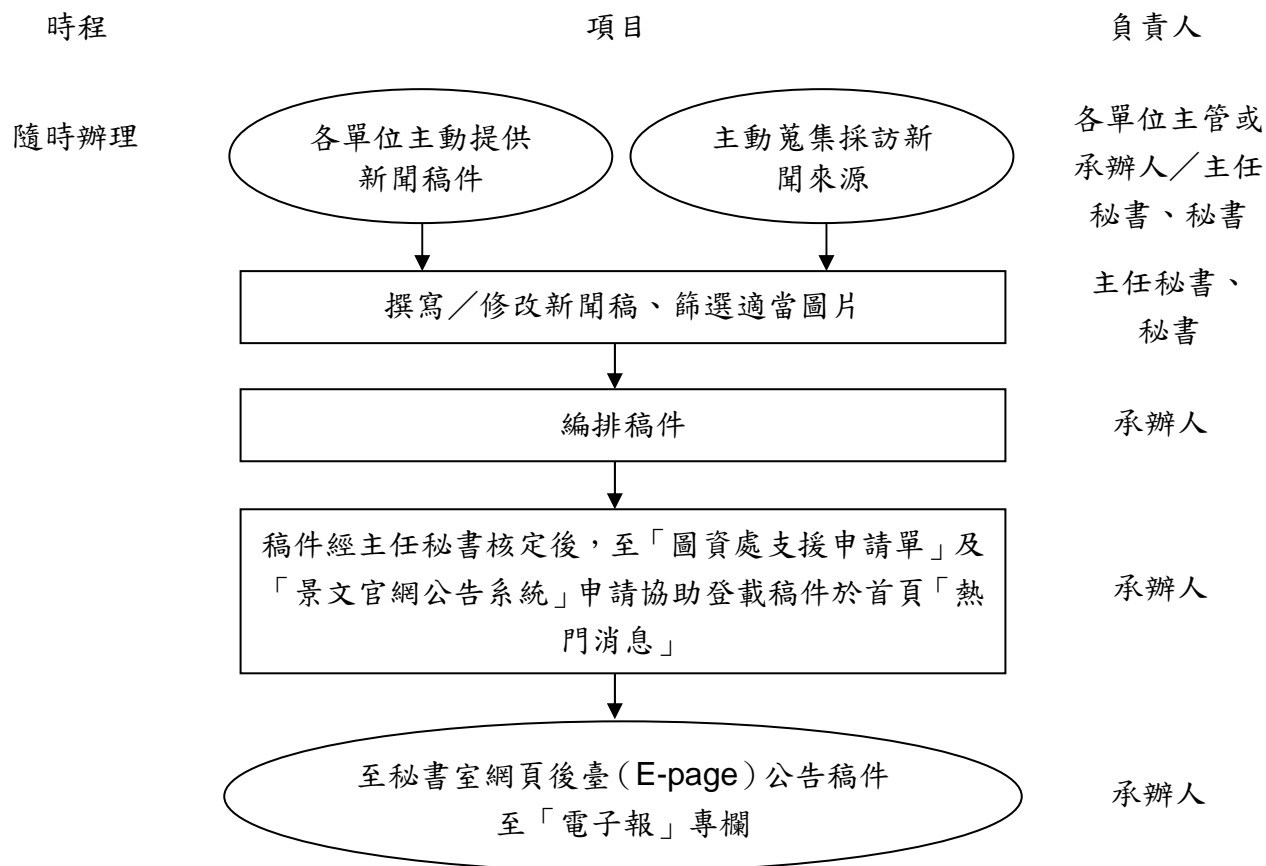 時程
項目
負責人
隨時辦理
各單位主動提供
新聞稿件
主動蒐集採訪新
聞來源
各單位主管或
承辦人／主任
秘書、秘書
撰寫／修改新聞稿、篩選適當圖片
主任秘書、
秘書
編排稿件
承辦人
稿件經主任秘書核定後，至「圖資處支援申請單」及
「景文官網公告系統」申請協助登載稿件於首頁「熱
門消息」
承辦人
至秘書室網頁後臺（E-page）公告稿件
至「電子報」專欄
承辦人